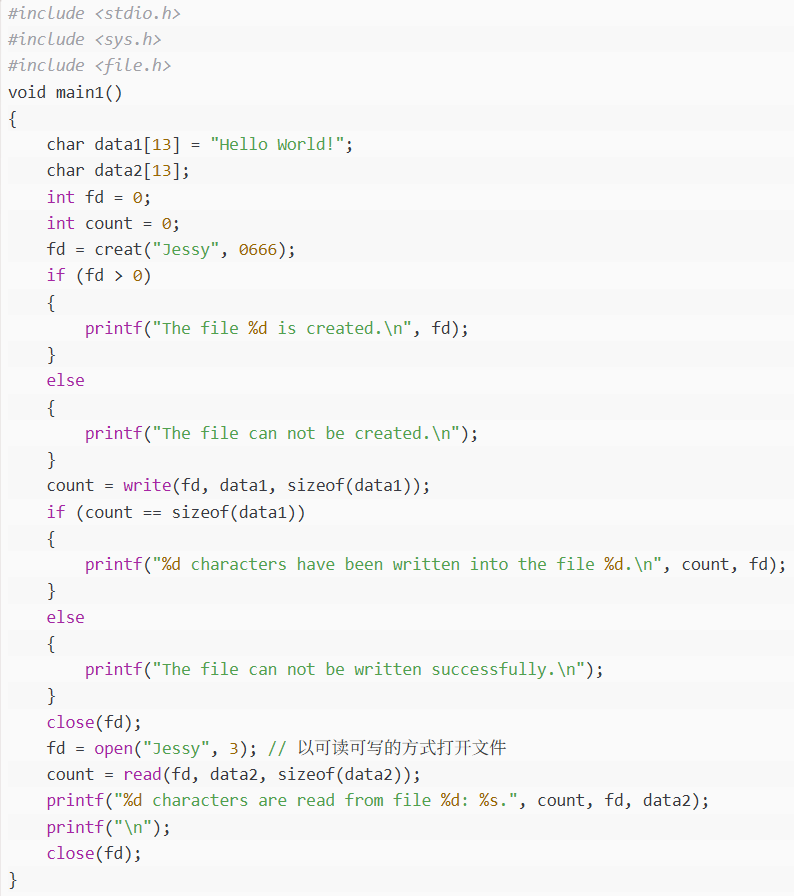 #include <stdio.h>
#include <sys.h>
#include <file.h>
void main1()
{
    char data1[13] = "Hello World!";
    char data2[13];
    int fd = 0;
    int count = 0;
    fd = creat("Jessy", 0666);
    if (fd > 0)
    {
        printf("The file %d is created.\n", fd);
    }
    else
    {
        printf("The file can not be created.\n");
    }
    count = write(fd, data1, sizeof(data1));
    if (count == sizeof(data1))
    {
        printf("%d characters have been written into the file %d.\n", count, fd);
    }
    else
    {
        printf("The file can not be written successfully.\n");
    }
    close(fd);
    fd = open("Jessy", 3); // 以可读可写的方式打开文件
    count = read(fd, data2, sizeof(data2));
    printf("%d characters are read from file %d: %s.", count, fd, data2);
    printf("\n");
    close(fd);
}